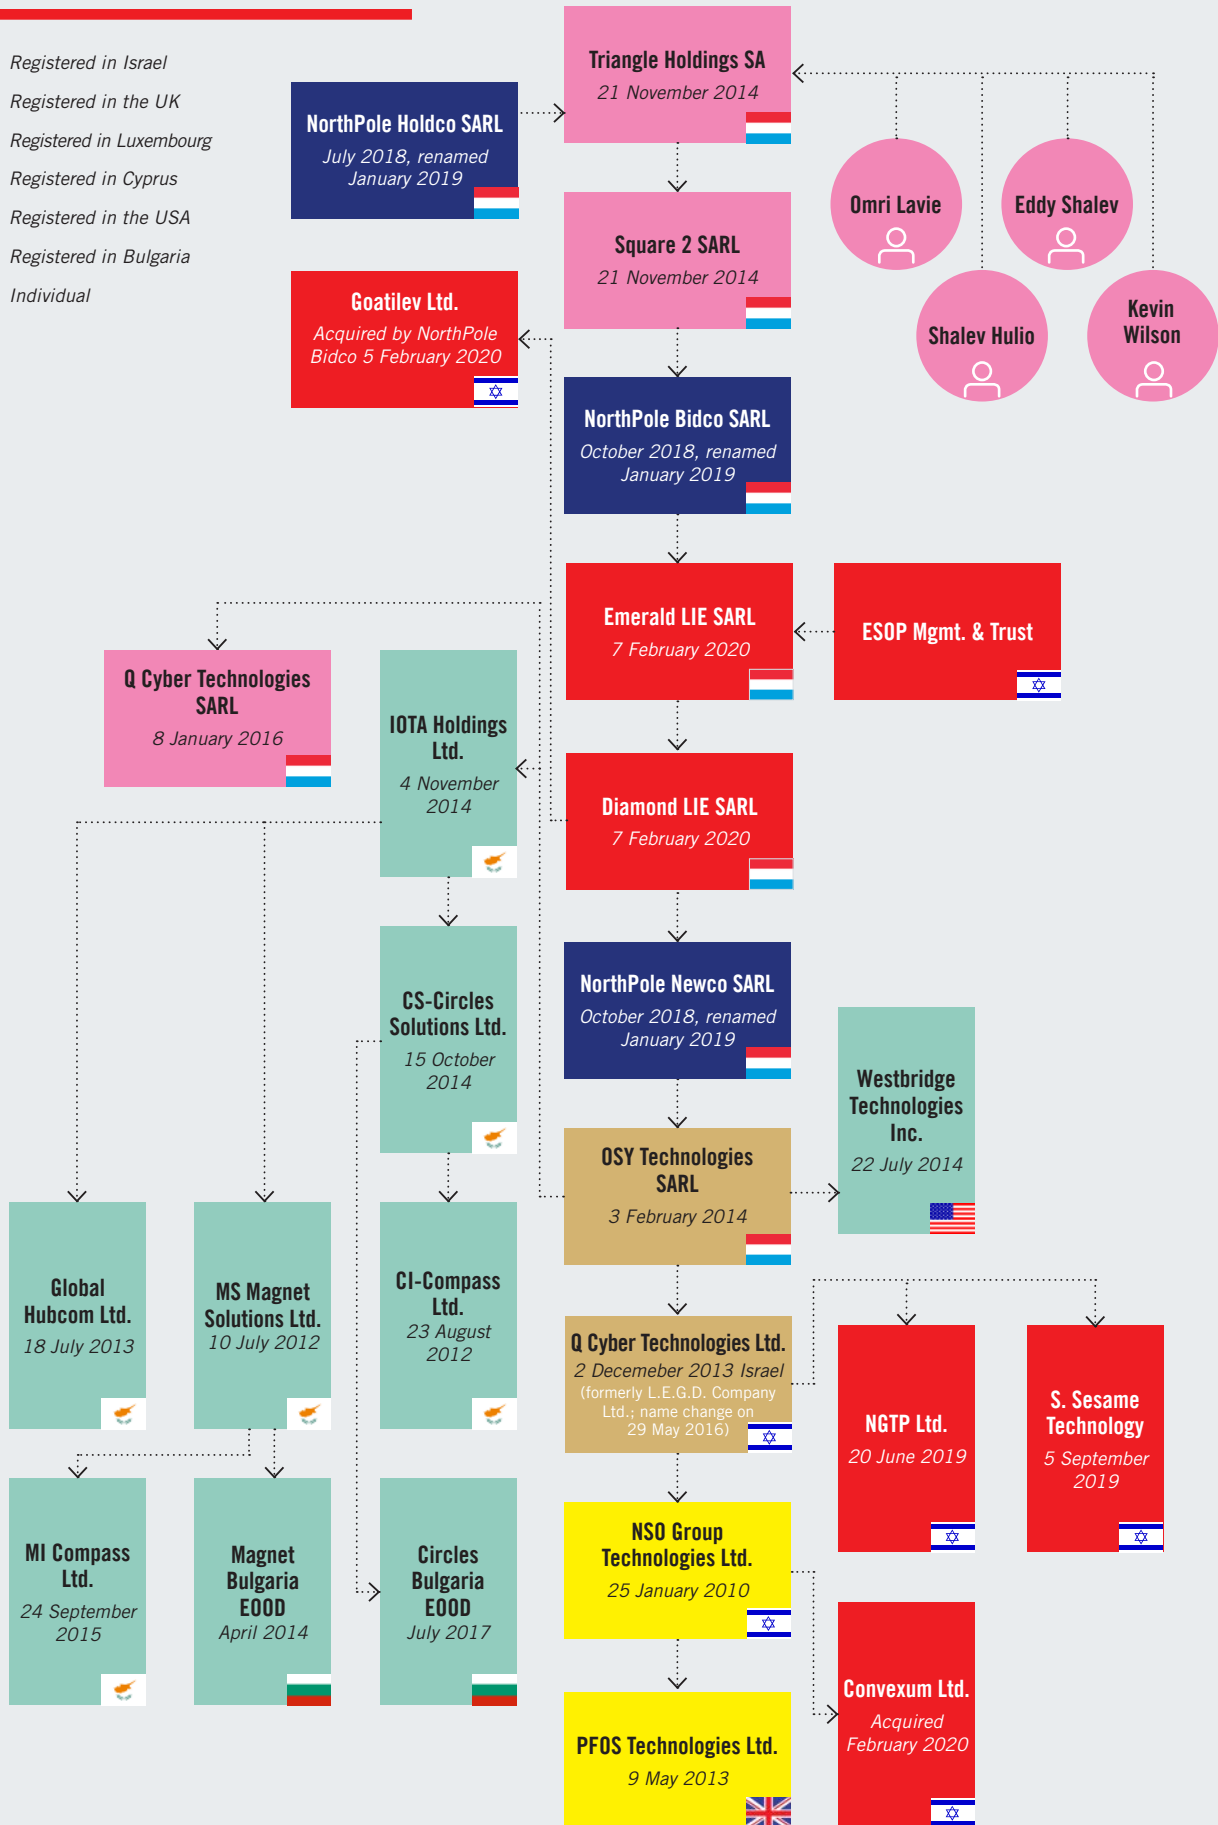 Registered in Israel
Registered in the UK
Registered in Luxembourg
Registered in Cyprus
Registered in the USA
Registered in Bulgaria
Individual
NorthPole Holdco SARL
July 2018, renamed
January 2019
Triangle Holdings SA
21 November 2014
Omri Lavie
Eddy Shalev
Shalev Hulio
Kevin
Wilson
Square 2 SARL
21 November 2014
Goatilev Ltd.
Acquired by NorthPole
Bidco 5 February 2020
NorthPole Bidco SARL
October 2018, renamed
January 2019
Emerald LIE SARL
7 February 2020
ESOP Mgmt. & Trust
Q Cyber Technologies
SARL
8 January 2016
IOTA Holdings
Ltd.
4 November
2014
Diamond LIE SARL
7 February 2020
CS-Circles
Solutions Ltd.
15 October
2014
NorthPole Newco SARL
October 2018, renamed
January 2019
Westbridge
Technologies
Inc.
22 July 2014
OSY Technologies
SARL
3 February 2014
Global
Hubcom Ltd.
18 July 2013
MS Magnet
Solutions Ltd.
10 July 2012
CI-Compass
Ltd.
23 August
2012
Q Cyber Technologies Ltd.
2 Decemeber 2013 Israel
(formerly L.E.G.D. Company
Ltd.; name change on
29 May 2016)
NGTP Ltd.
20 June 2019
S. Sesame
Technology
5 September
2019
MI Compass
Ltd.
24 September
2015
Magnet
Bulgaria
EOOD
April 2014
Circles
Bulgaria
EOOD
July 2017
NSO Group
Technologies Ltd.
25 January 2010
Convexum Ltd.
Acquired
February 2020
PFOS Technologies Ltd.
9 May 2013